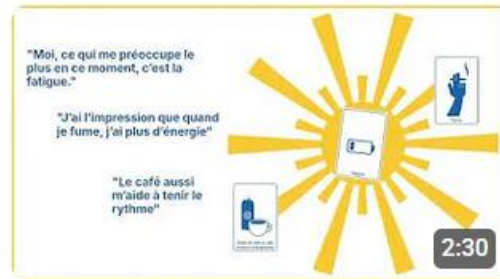 "Moi, ce qui me préoccupe le
plus en ce moment, c'est la
fatigue."
"J'ai l'impression que quand
je fume, j'ai plus d'énergie"
"Le café aussi
m'aide à tenir le
rythme"
2:30